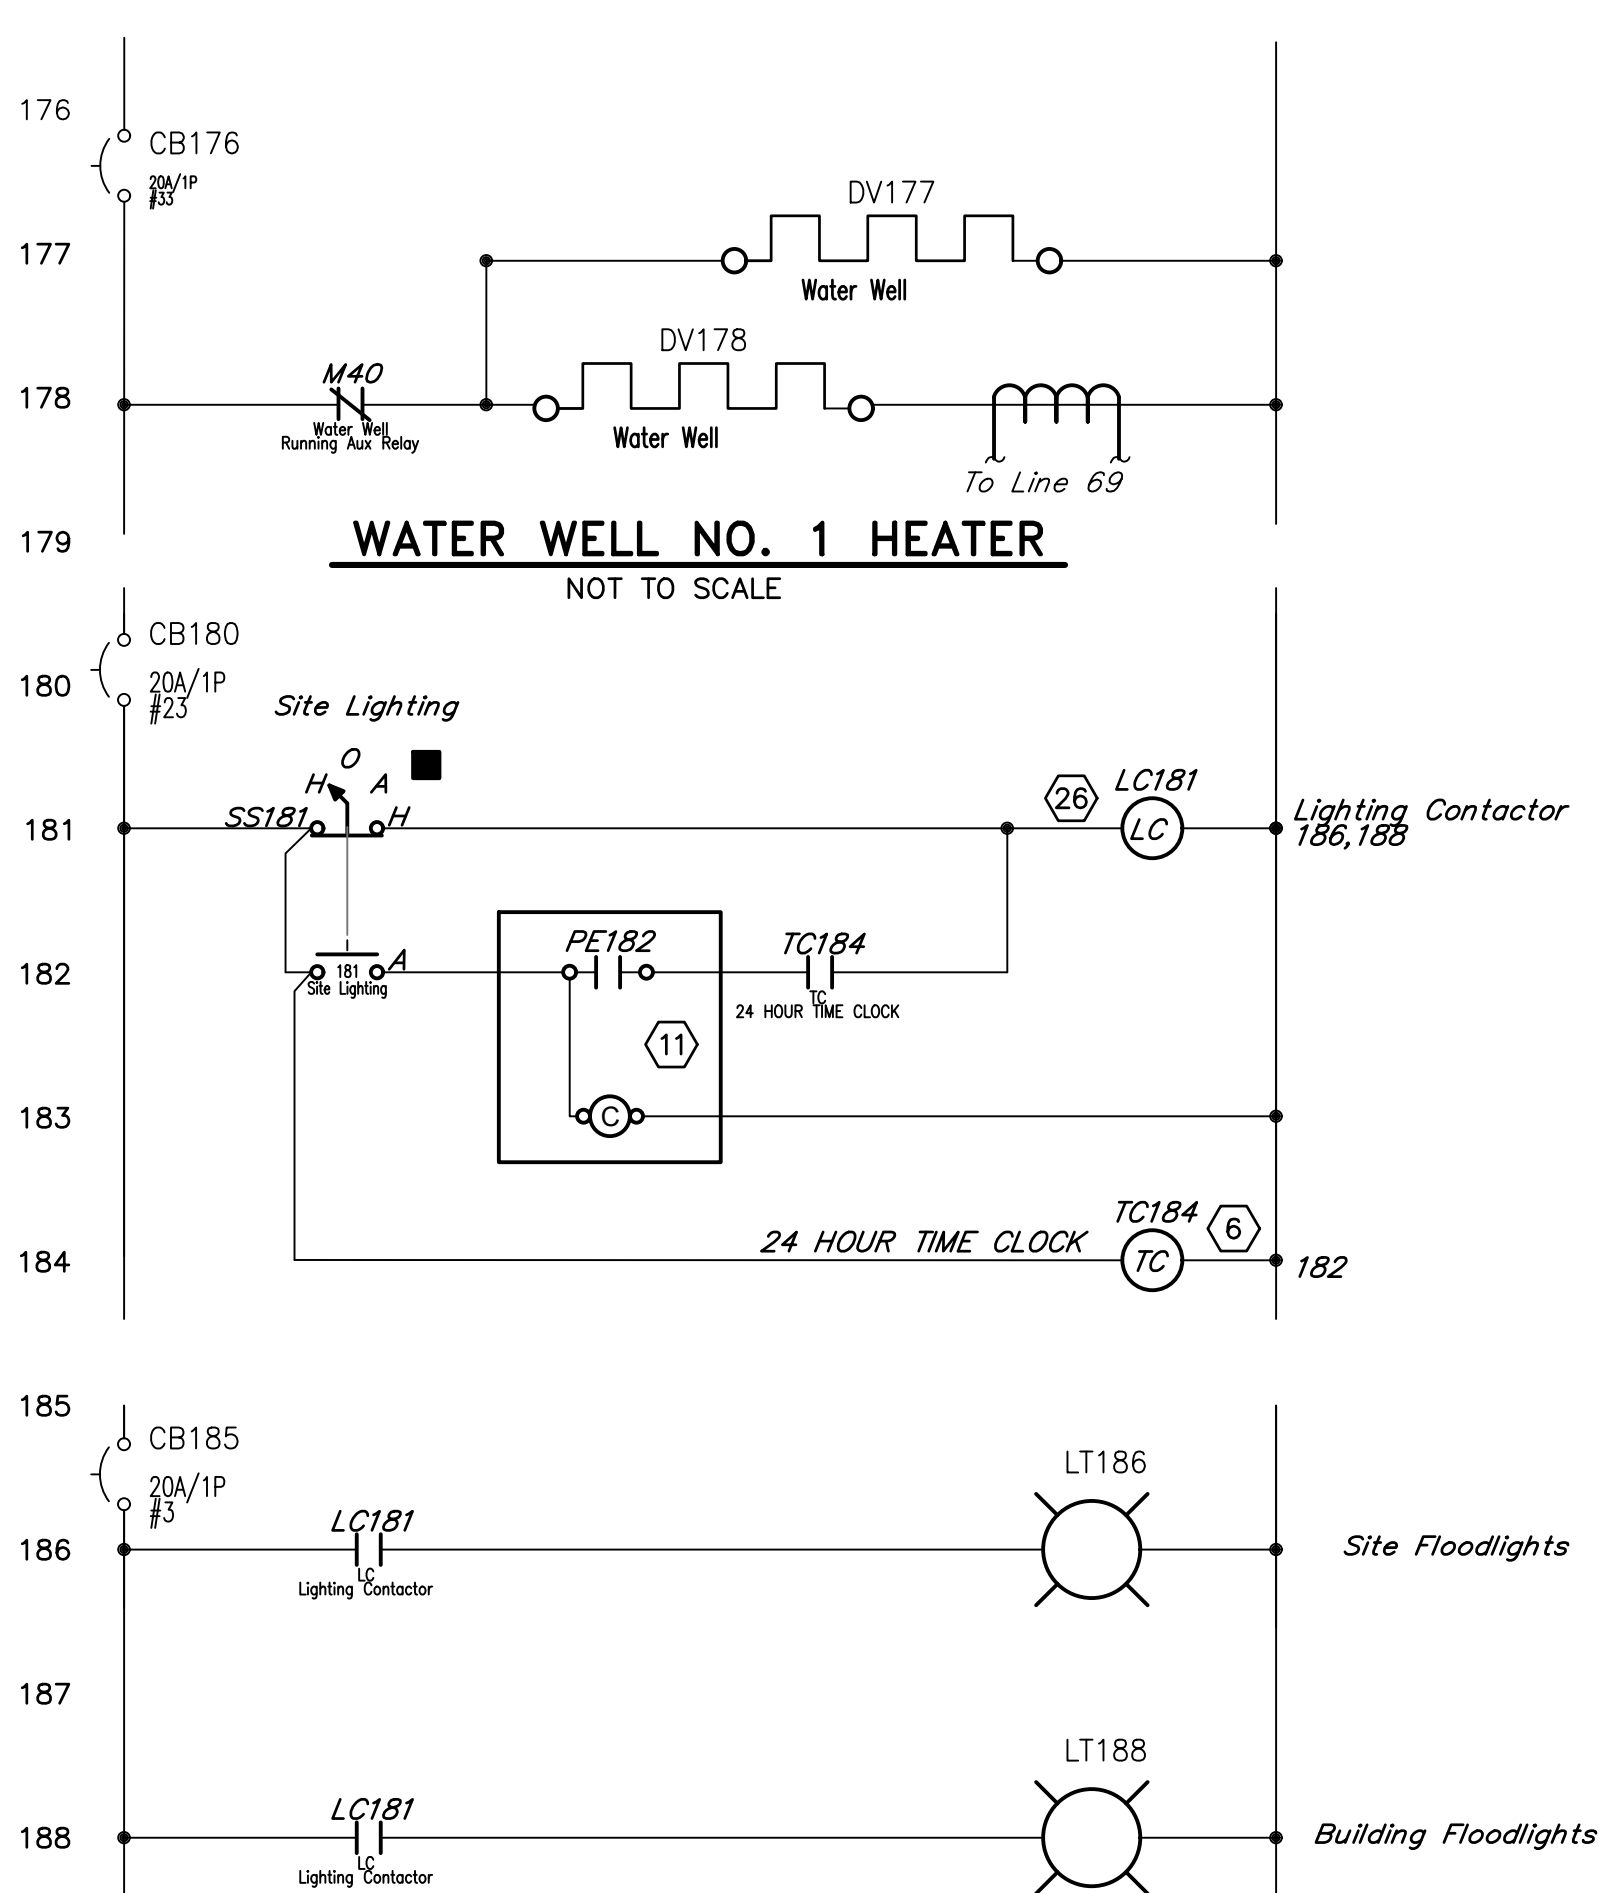 176
CB176
20A/1P
#33
DV177
177
Water Well
DV178
M40
178
Water Well
Running Aux Relay
Water Well
To Line 69
179
WATER WELL NO. 1 HEATER
NOT TO SCALE
CB180
180
20A/1P
#23
Site Lighting
O
H A
SS181 H
26
LC181
181
LC
Lighting Contactor
186,188
PE182
TC184
182
181
A
Site Lighting
TC
24 HOUR TIME CLOCK
11
183
C
TC184
6
24 HOUR TIME CLOCK
184
TC
182
185
CB185
20A/1P
#3
LT186
LC181
186
LC
Lighting Contactor
Site Floodlights
187
LT188
LC181
188
LC
Lighting Contactor
Building Floodlights